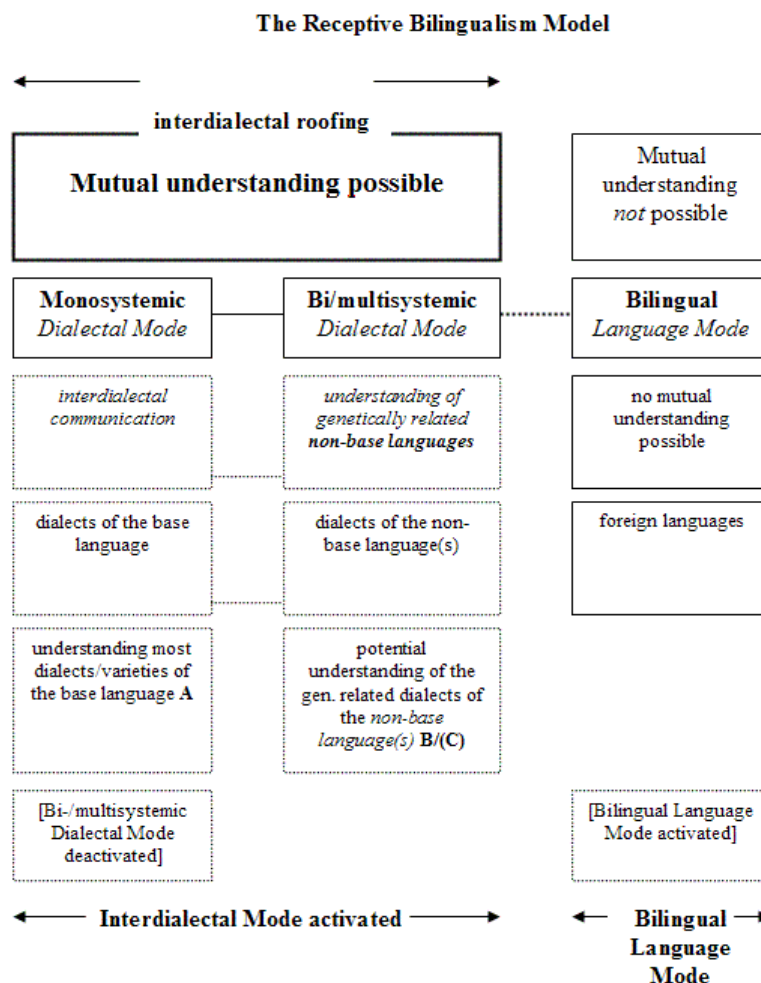 The Receptive Bilingualism Model
interdialectal roofing
Mutual understanding possible
Mutual
understanding
not possible
Monosystemic
Dialectal Mode
Bi/multisystemic
Dialectal Mode
Bilingual
Language Mode
interdialectal
communication
understanding of
genetically related
non-base languages
no mutual
understanding
possible
dialects of the base
language
dialects of the non-
base language(s)
foreign languages
understanding most
dialects/varieties of
the base language A
potential
understanding of the
gen. related dialects of
the non-base
language(s) B/(C)
[Bi-/multisystemic
Dialectal Mode
deactivated]
[Bilingual Language
Mode activated]
Interdialectal Mode activated
Bilingual
Language
Mode